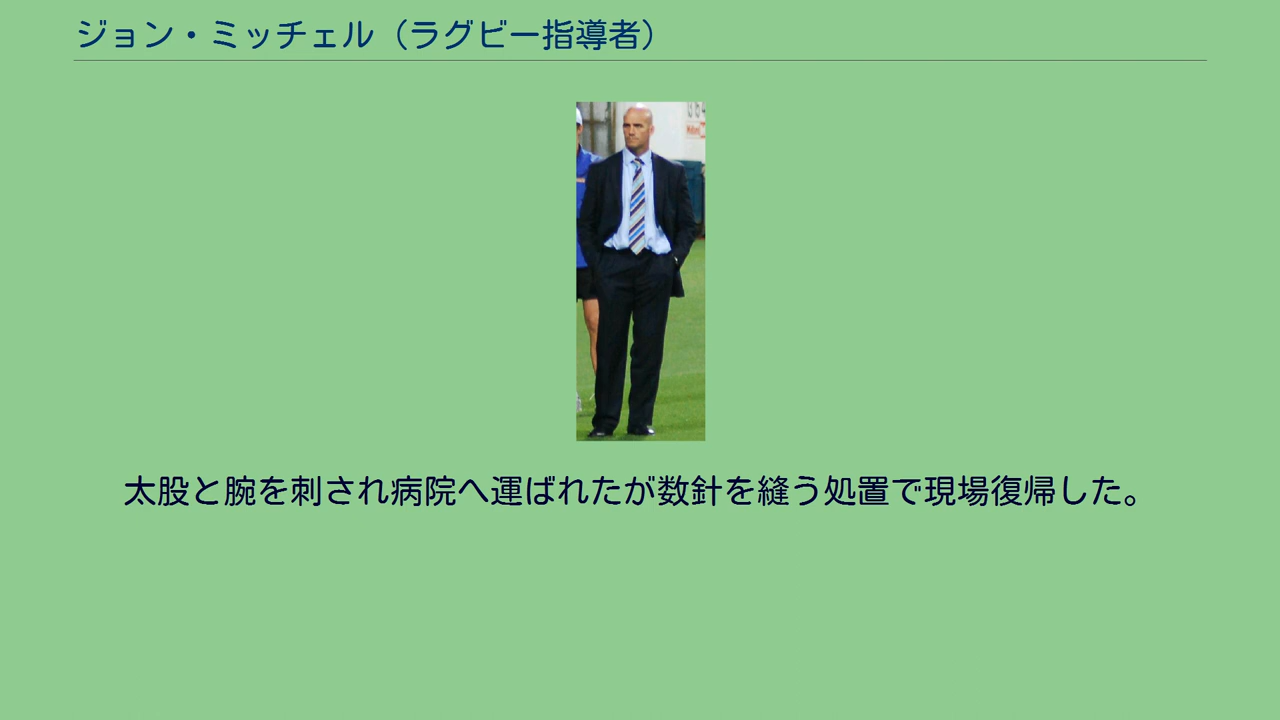 ジョン・ミッチェル（ラグビー指導者）
太股と腕を刺され病院へ運ばれたが数針を縫う処置で現場復帰した。